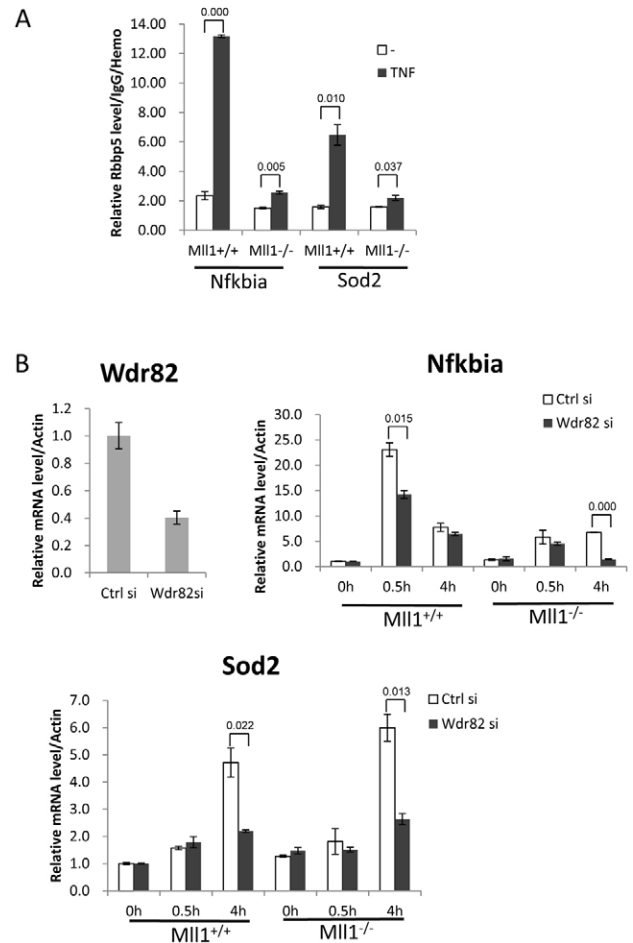 A
Relative Rbbp5 level/IgG/Hemo
14.00
12.00
10.00
8.00
6.00
4.00
2.00
0.00
0.000
0.005
0.010
0.037
-
TNF
Mll1+/+ Mll1-/- Mll1+/+ Mll1-/-
Nfkbia Sod2
B
Wdr82
Relative mRNA level/Actin
1.2
1.0
0.8
0.6
0.4
0.2
0.0
Ctrl si Wdr82si
Nfkbia
Ctrl si
Wdr82 si
Relative mRNA level/Actin
30.0
25.0
20.0
15.0
10.0
5.0
0.0
0.015
0.000
0h 0.5h 4h 0h 0.5h 4h
Mll1+/+ Mll1-/-
Sod2
Ctrl si
Wdr82 si
Relative mRNA level/Actin
7.0
6.0
5.0
4.0
3.0
2.0
1.0
0.0
0.022
0.013
0h 0.5h 4h 0h 0.5h 4h
Mll1+/+ Mll1-/-